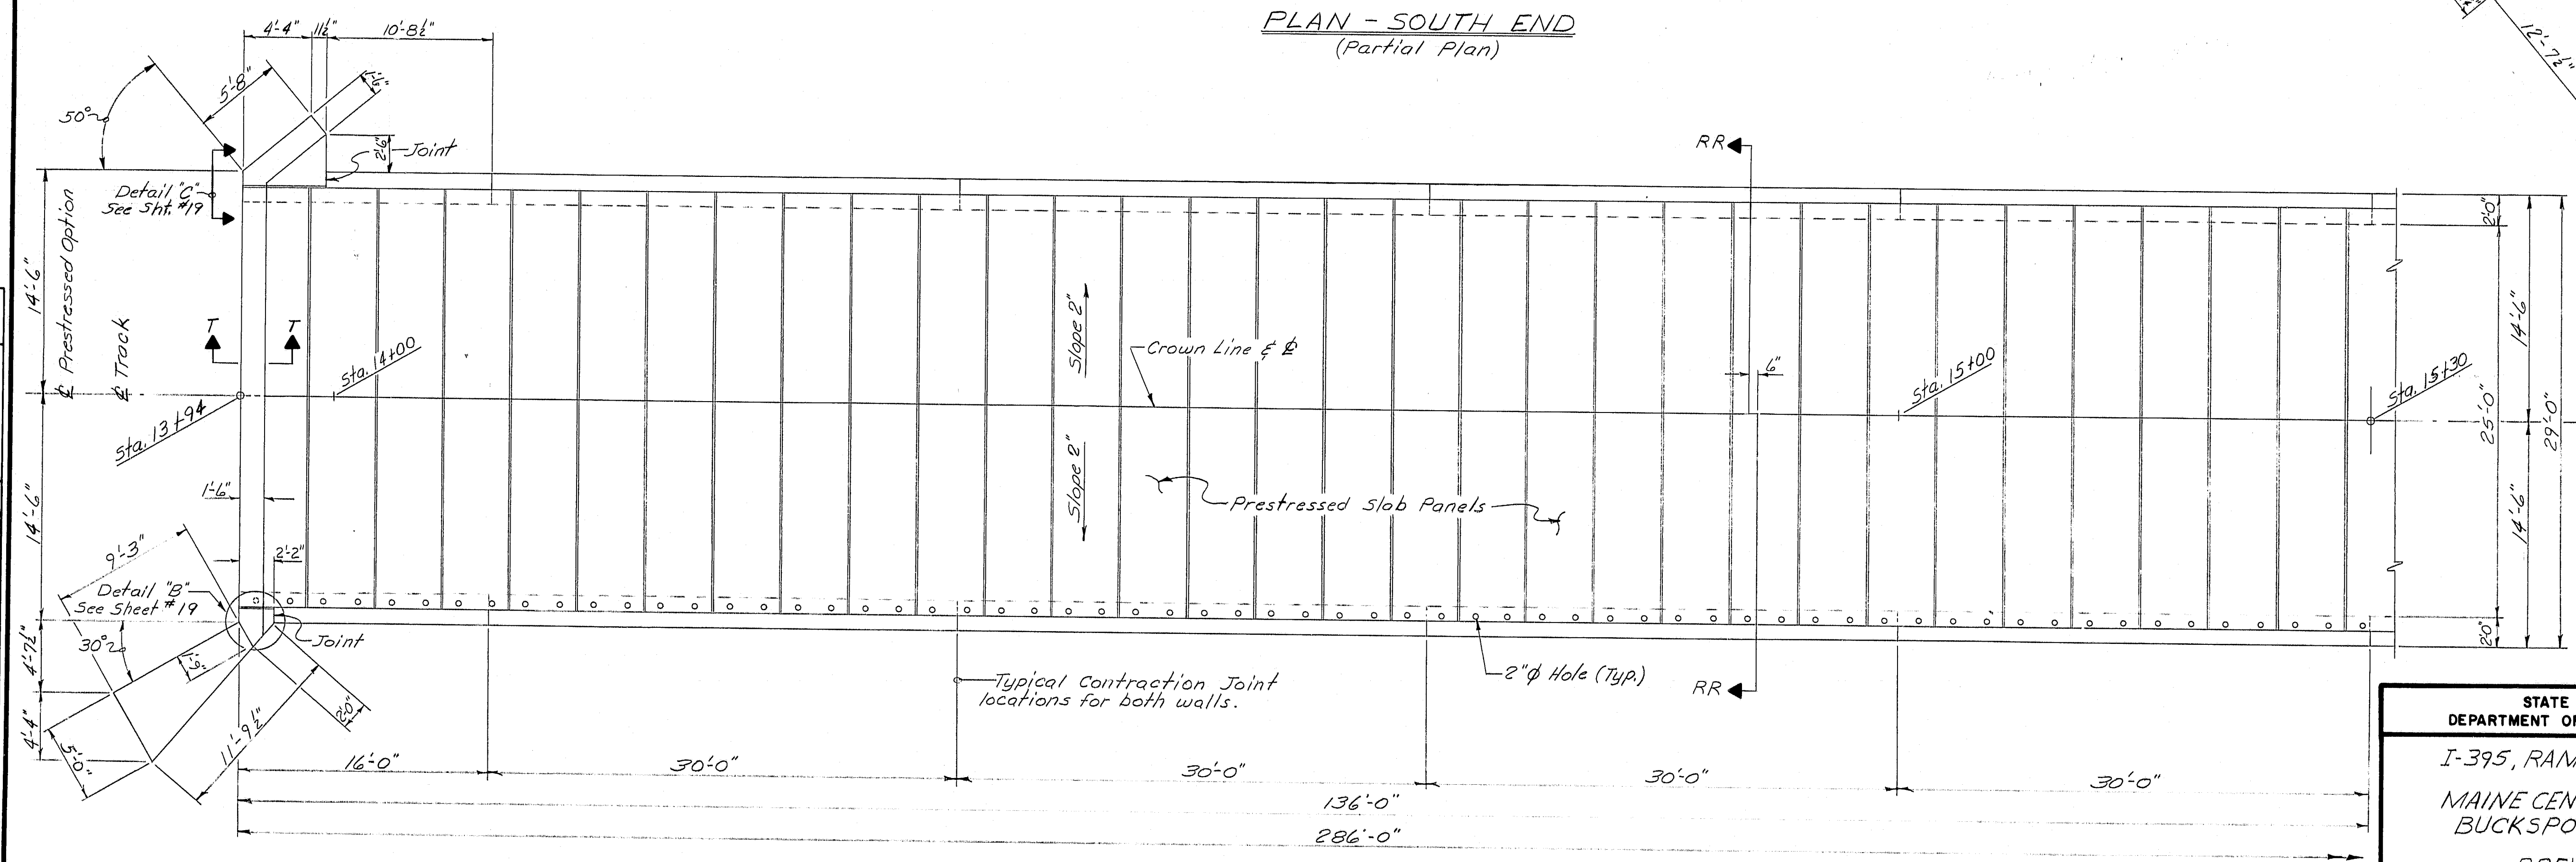 PLAN - SOUTH END
(Partial Plan)
12'-7½"
4'-4"
11½"
10'-8½"
5'-8"
1'-6"
50°
2'-6"
Joint
Detail "C"
See Sht. #19
RR
14'-6"
℄ Prestressed Option
℄ Track
T
T
Sta. 14+00
Sta. 13+94
Slope 2"
Slope 2"
Crown Line & ℄
6"
Sta. 15+00
Sta. 15+30
2'-0"
14'-6"
25'-0"
29'-0"
14'-6"
2'-0"
Prestressed Slab Panels
14'-6"
1'-6"
9'-3"
2'-2"
Detail "B"
See Sheet #19
30°
Joint
4'-7½"
1'-9"
2'-0"
4'-4"
5'-0"
11'-9½"
Typical Contraction Joint
locations for both walls.
2"⌀ Hole (Typ.)
RR
16'-0"
30'-0"
30'-0"
30'-0"
30'-0"
136'-0"
286'-0"
STATE
DEPARTMENT OF
I-395, RAM
MAINE CEN
BUCKSPO